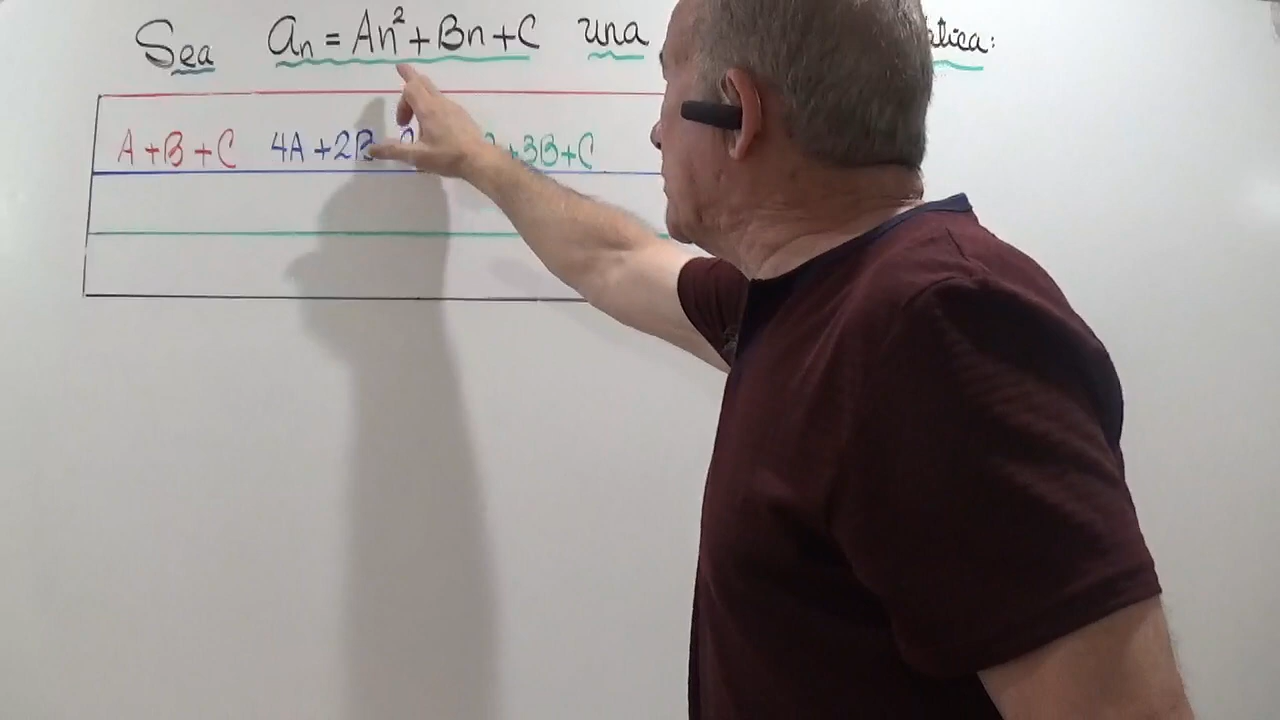 Sea an = An² + Bn + C una
A + B + C 4A + 2B +3B+C